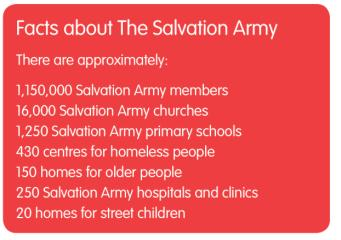 Facts about The Salvation Army
There are approximately:
1,150,000 Salvation Army members
16,000 Salvation Army churches
1,250 Salvation Army primary schools
430 centres for homeless people
150 homes for older people
250 Salvation Army hospitals and clinics
20 homes for street children